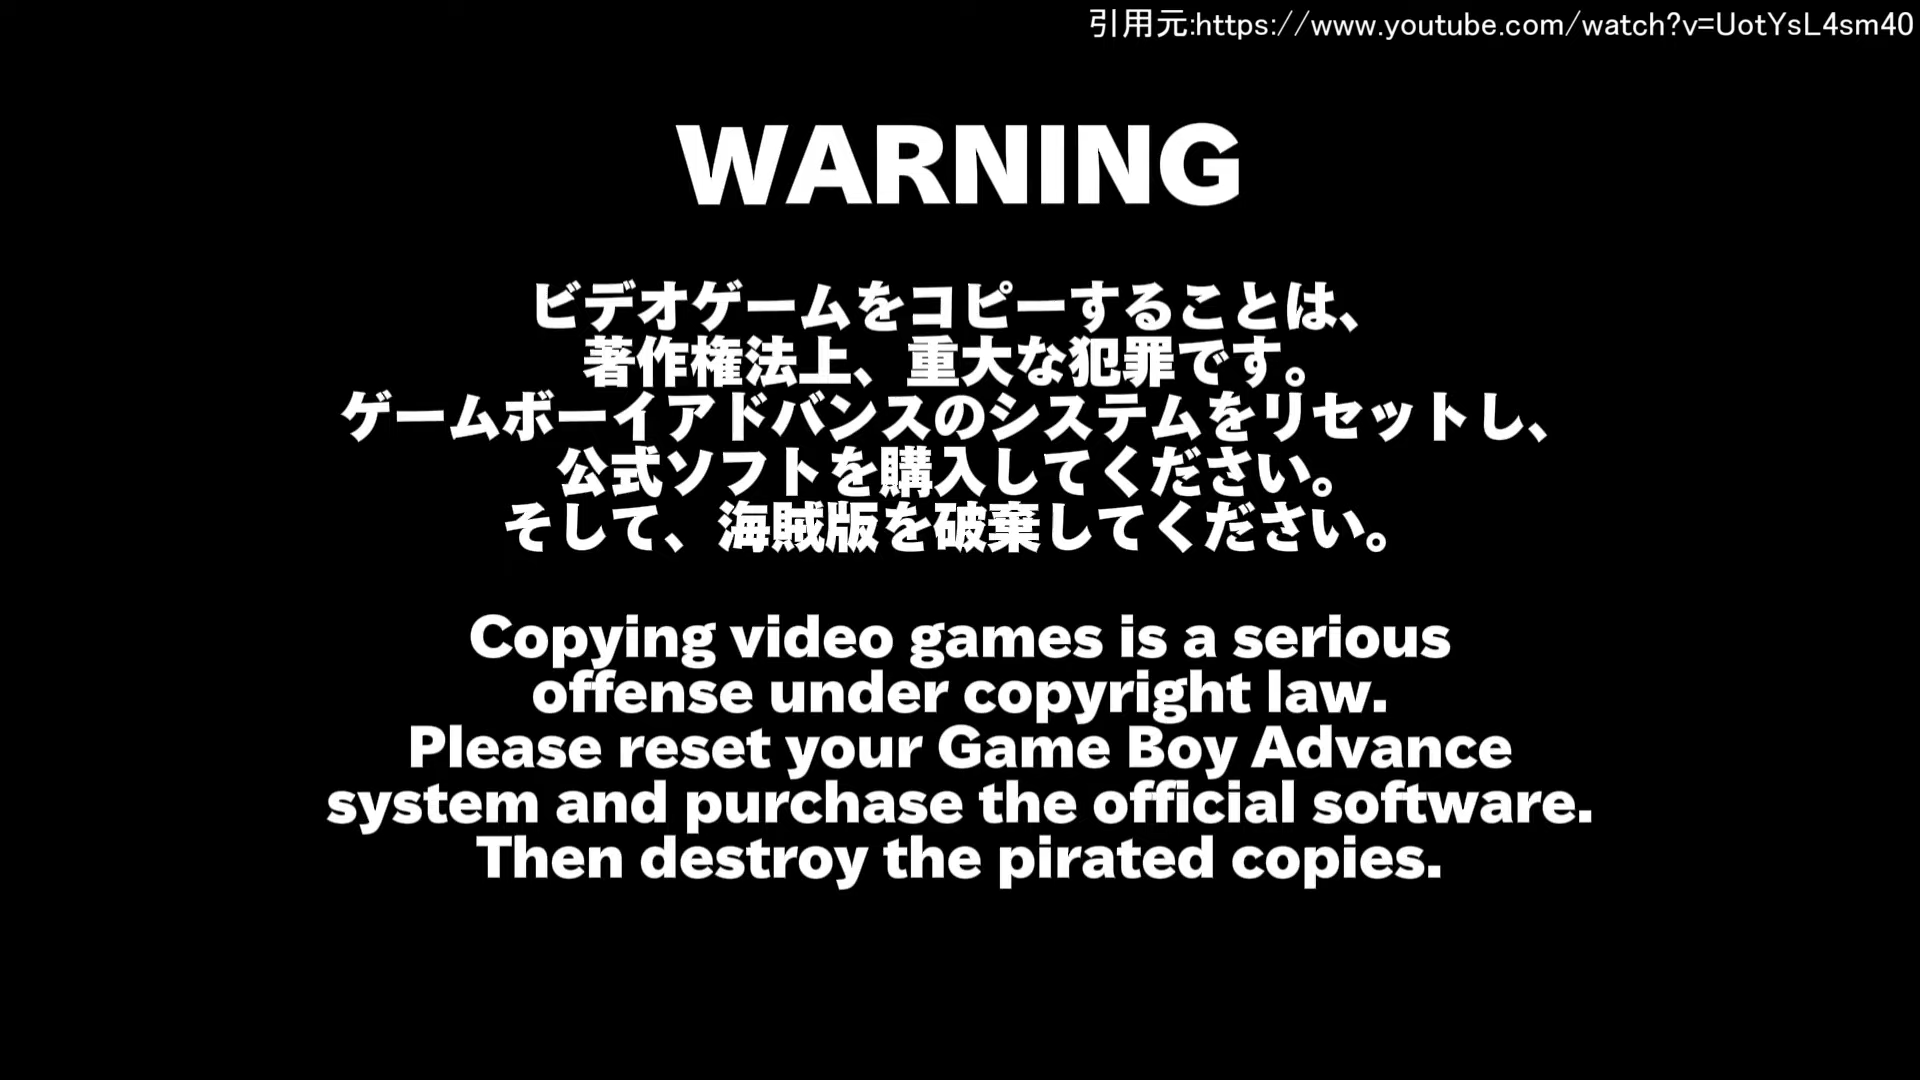 引用元:https://www.youtube.com/watch?v=UotYsL4sm40
WARNING
ビデオゲームをコピーすることは、
著作権法上、重大な犯罪です。
ゲームボーイアドバンスのシステムをリセットし、
公式ソフトを購入してください。
そして、海賊版を破棄してください。
Copying video games is a serious
offense under copyright law.
Please reset your Game Boy Advance
system and purchase the official software.
Then destroy the pirated copies.